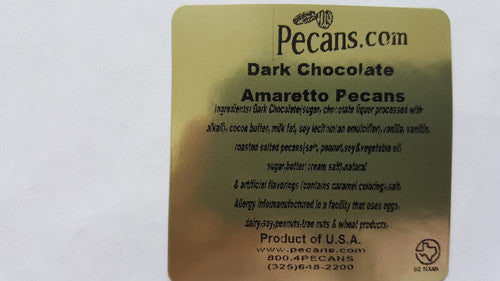 Pecans.com
Dark Chocolate
Amaretto Pecans
Ingredients: Dark Chocolate(sugar, chocolate liquor processed with
alkali), cocoa butter, milk fat, soy lecithin(an emulcifier),vanilla, vanillin,
roasted salted pecans(salt, peanut,soy&vegetable oil,
sugar,butter(cream salt),natural
& artificial flavorings (contains caramel coloring),salt.
Allergy Info:manufactured in a facility that uses eggs,
dairy,soy,peanuts,tree nuts & wheat products.
Product of U.S.A.
www.pecans.com
800.4PECANS
(325)648-2200
GO TEXAN